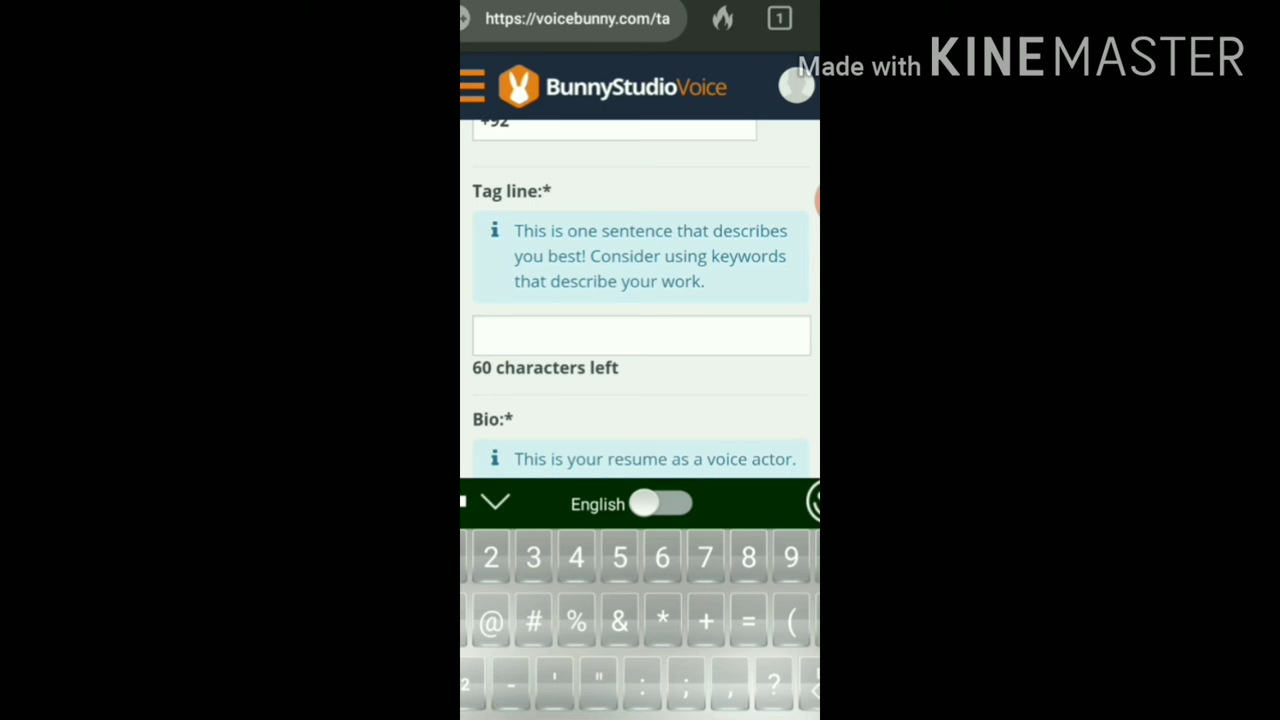 https://voicebunny.com/ta
1
Made with KINEMASTER
BunnyStudioVoice
+92
Tag line:*
i This is one sentence that describes
you best! Consider using keywords
that describe your work.
60 characters left
Bio:*
i This is your resume as a voice actor.
English
2 3 4 5 6 7 8 9
@ # % & * + = (
2 - ' " : ; , ?